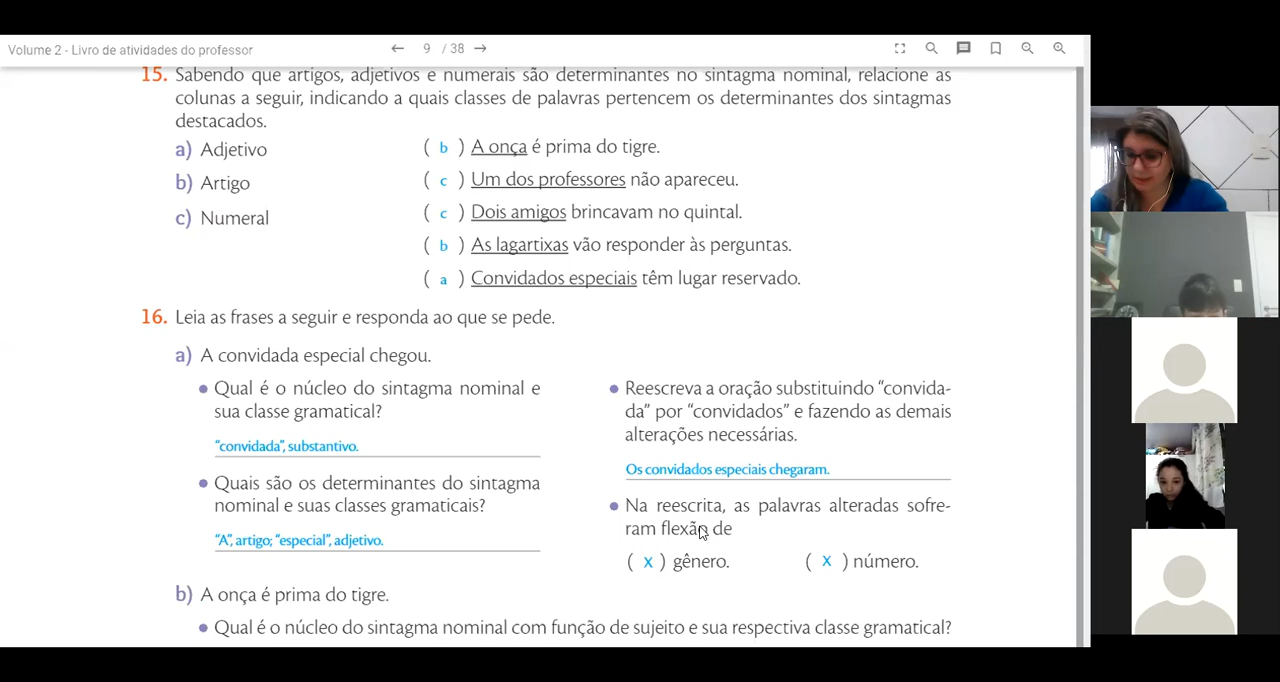 Volume 2 - Livro de atividades do professor
9 / 38
15. Sabendo que artigos, adjetivos e numerais são determinantes no sintagma nominal, relacione as
colunas a seguir, indicando a quais classes de palavras pertencem os determinantes dos sintagmas
destacados.
a) Adjetivo
b) Artigo
c) Numeral
( b ) A onça é prima do tigre.
( c ) Um dos professores não apareceu.
( c ) Dois amigos brincavam no quintal.
( b ) As lagartixas vão responder às perguntas.
( a ) Convidados especiais têm lugar reservado.
16. Leia as frases a seguir e responda ao que se pede.
a) A convidada especial chegou.
• Qual é o núcleo do sintagma nominal e
sua classe gramatical?
"convidada", substantivo.
• Quais são os determinantes do sintagma
nominal e suas classes gramaticais?
"A", artigo; "especial", adjetivo.
• Reescreva a oração substituindo "convida-
da" por "convidados" e fazendo as demais
alterações necessárias.
Os convidados especiais chegaram.
• Na reescrita, as palavras alteradas sofre-
ram flexão de
( x ) gênero. ( x ) número.
b) A onça é prima do tigre.
• Qual é o núcleo do sintagma nominal com função de sujeito e sua respectiva classe gramatical?